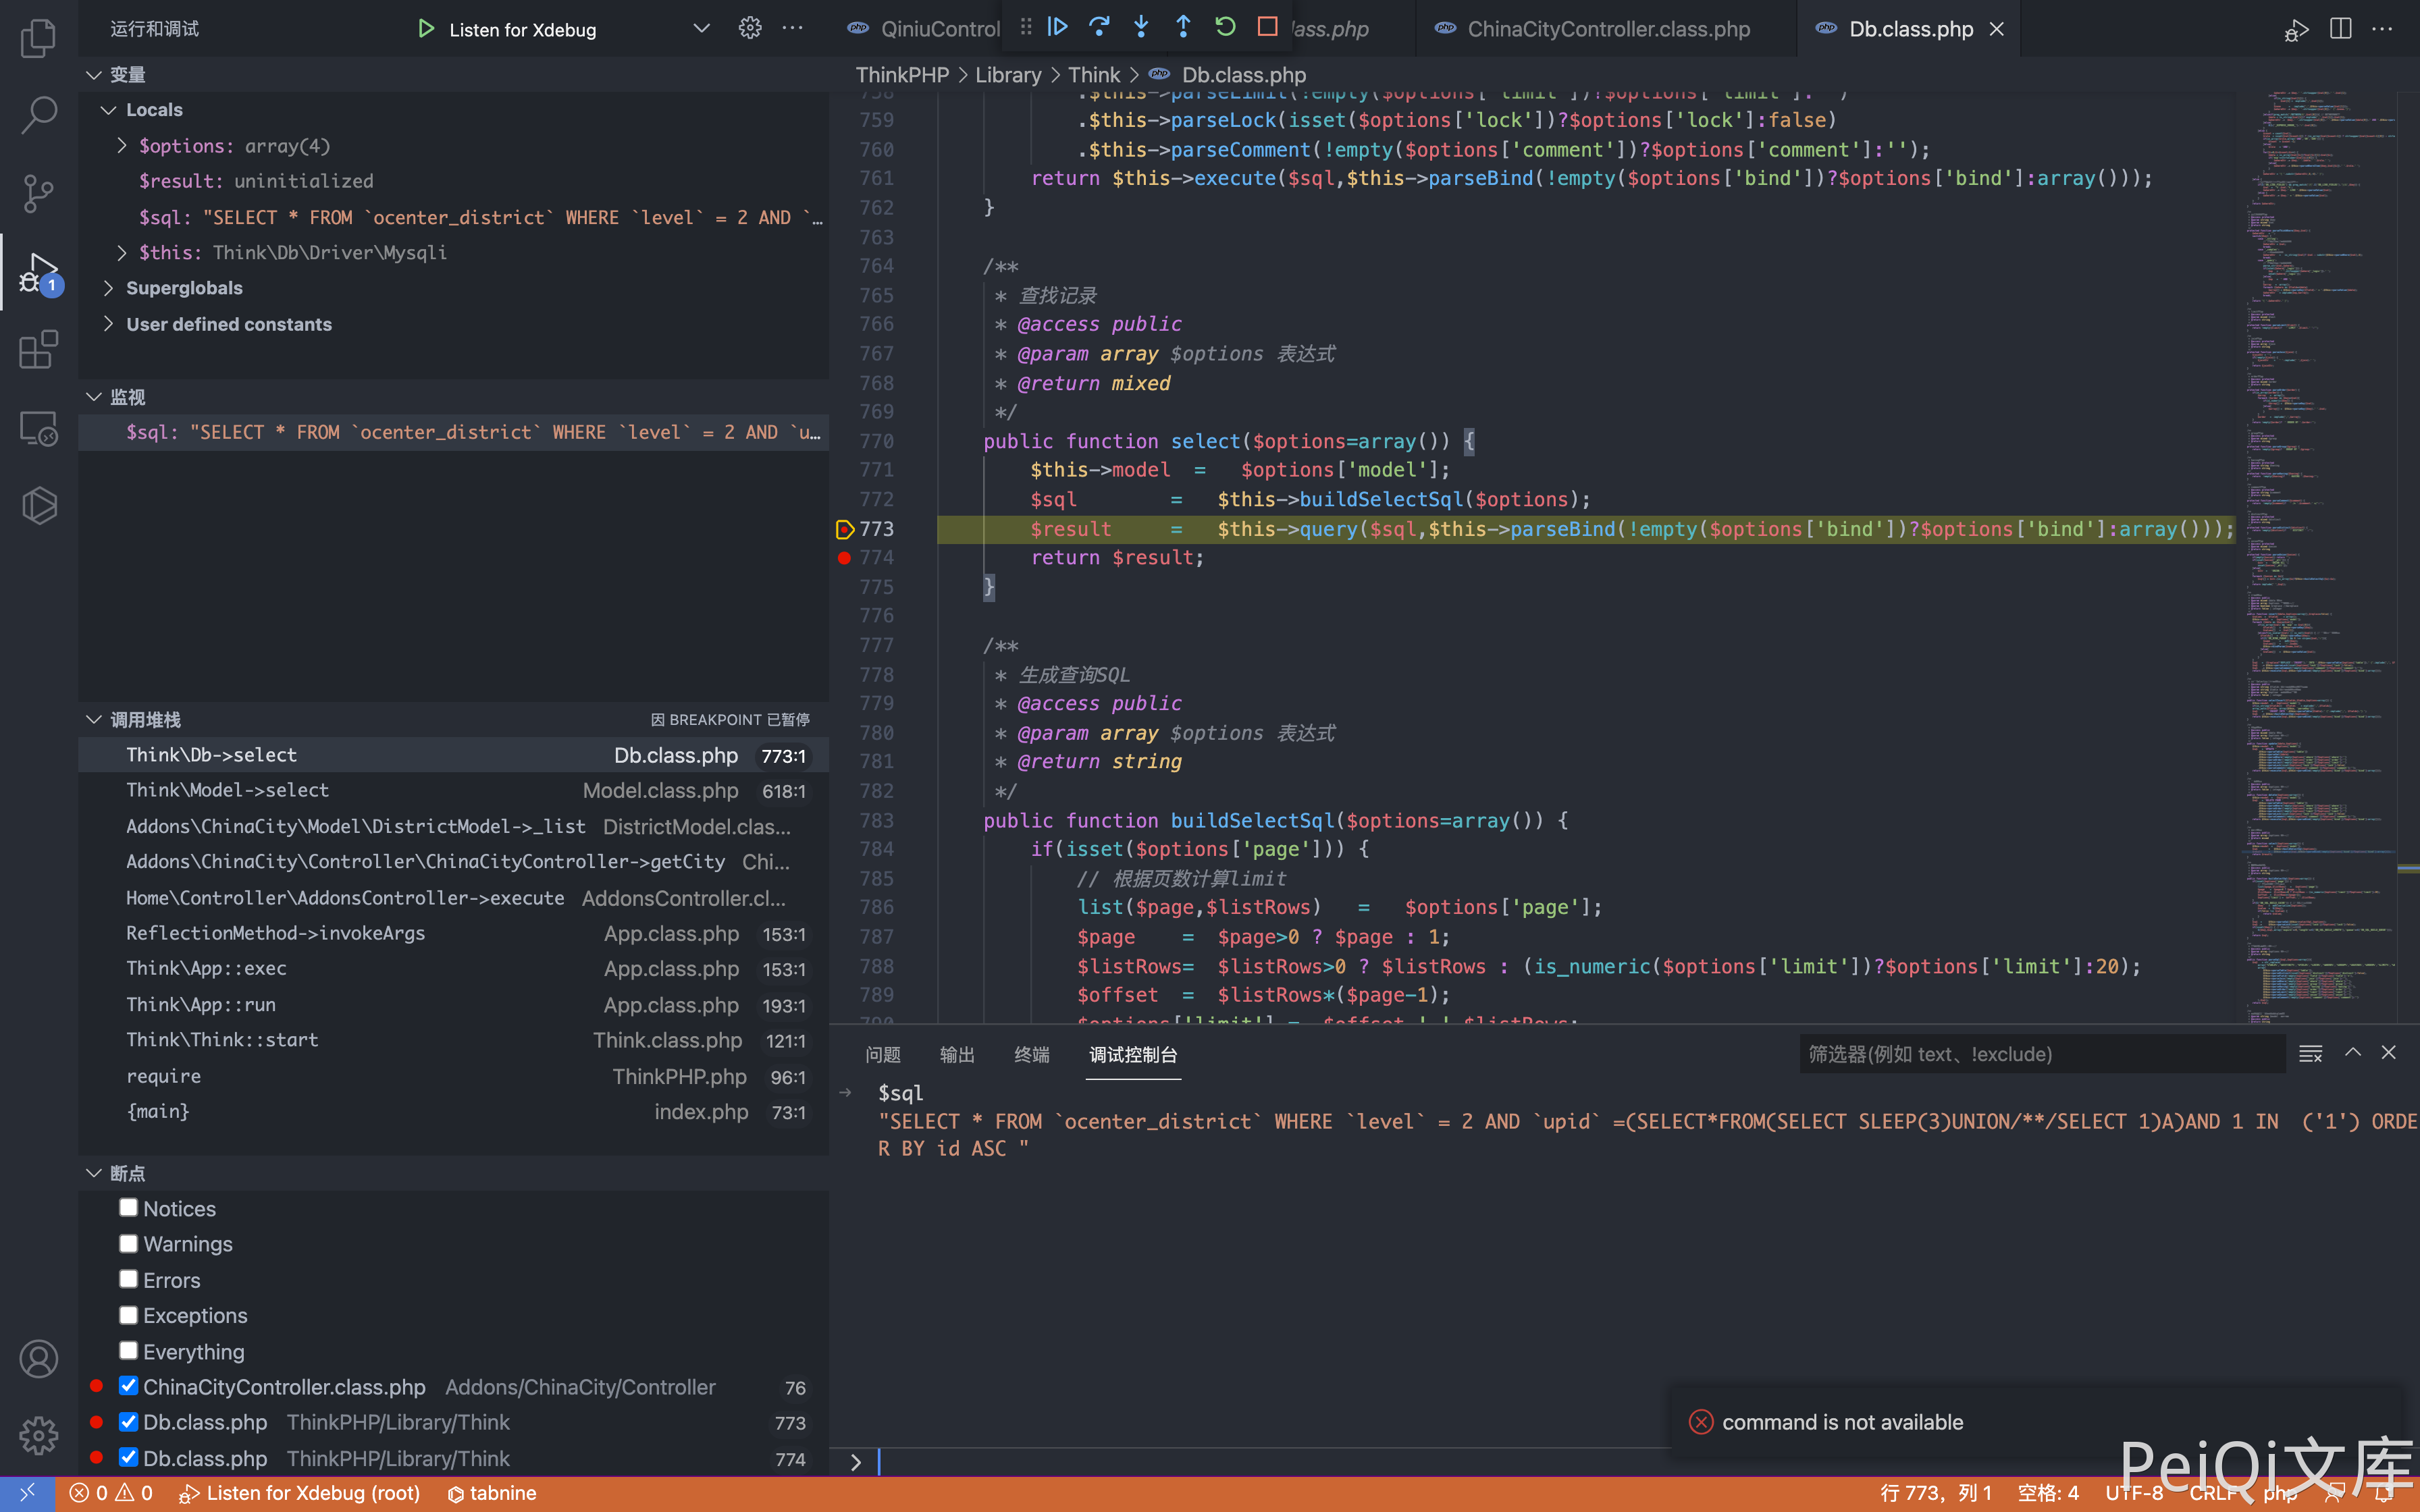 运行和调试
Listen for Xdebug
QiniuControl
lass.php
ChinaCityController.class.php
Db.class.php
变量
Locals
$options: array(4)
$result: uninitialized
$sql: "SELECT * FROM `ocenter_district` WHERE `level` = 2 AND `…
$this: Think\Db\Driver\Mysqli
Superglobals
User defined constants
监视
$sql: "SELECT * FROM `ocenter_district` WHERE `level` = 2 AND `u…
调用堆栈 因 BREAKPOINT 已暂停
Think\Db->select Db.class.php 773:1
Think\Model->select Model.class.php 618:1
Addons\ChinaCity\Model\DistrictModel->_list DistrictModel.clas...
Addons\ChinaCity\Controller\ChinaCityController->getCity Chi...
Home\Controller\AddonsController->execute AddonsController.cl...
ReflectionMethod->invokeArgs App.class.php 153:1
Think\App::exec App.class.php 153:1
Think\App::run App.class.php 193:1
Think\Think::start Think.class.php 121:1
require ThinkPHP.php 96:1
{main} index.php 73:1
断点
Notices
Warnings
Errors
Exceptions
Everything
ChinaCityController.class.php Addons/ChinaCity/Controller 76
Db.class.php ThinkPHP/Library/Think 773
Db.class.php ThinkPHP/Library/Think 774
ThinkPHP > Library > Think > Db.class.php
758 .$this->parseLimit(!empty($options['limit'])?$options['limit']:'')
759 .$this->parseLock(isset($options['lock'])?$options['lock']:false)
760 .$this->parseComment(!empty($options['comment'])?$options['comment']:'');
761 return $this->execute($sql,$this->parseBind(!empty($options['bind'])?$options['bind']:array()));
762 }
763
764 /**
765 * 查找记录
766 * @access public
767 * @param array $options 表达式
768 * @return mixed
769 */
770 public function select($options=array()) {
771 $this->model = $options['model'];
772 $sql = $this->buildSelectSql($options);
773 $result = $this->query($sql,$this->parseBind(!empty($options['bind'])?$options['bind']:array()));
774 return $result;
775 }
776
777 /**
778 * 生成查询SQL
779 * @access public
780 * @param array $options 表达式
781 * @return string
782 */
783 public function buildSelectSql($options=array()) {
784 if(isset($options['page'])) {
785 // 根据页数计算limit
786 list($page,$listRows) = $options['page'];
787 $page = $page>0 ? $page : 1;
788 $listRows= $listRows>0 ? $listRows : (is_numeric($options['limit'])?$options['limit']:20);
789 $offset = $listRows*($page-1);
790 $options['limit'] = $offset.','.$listRows;
问题 输出 终端 调试控制台 筛选器(例如 text、!exclude)
$sql
"SELECT * FROM `ocenter_district` WHERE `level` = 2 AND `upid` =(SELECT*FROM(SELECT SLEEP(3)UNION/**/SELECT 1)A)AND 1 IN ('1') ORDE
R BY id ASC "
command is not available
PeiQi文库
1
0 0 Listen for Xdebug (root) tabnine 行 773，列 1 空格: 4 UTF-8 CRLF php